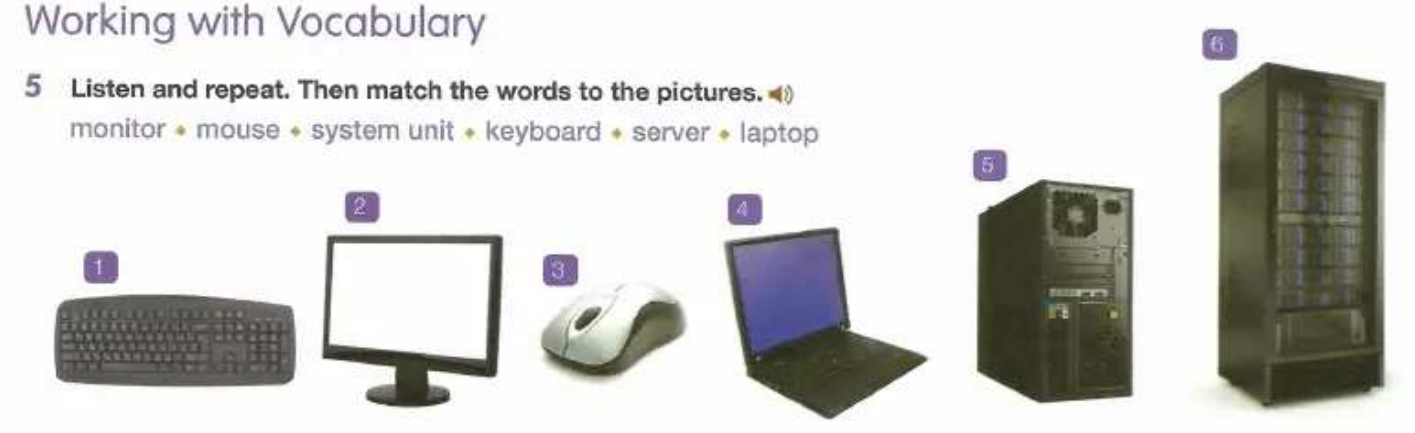 Working with Vocabulary
5 Listen and repeat. Then match the words to the pictures.
monitor • mouse • system unit • keyboard • server • laptop
1
2
3
4
5
6